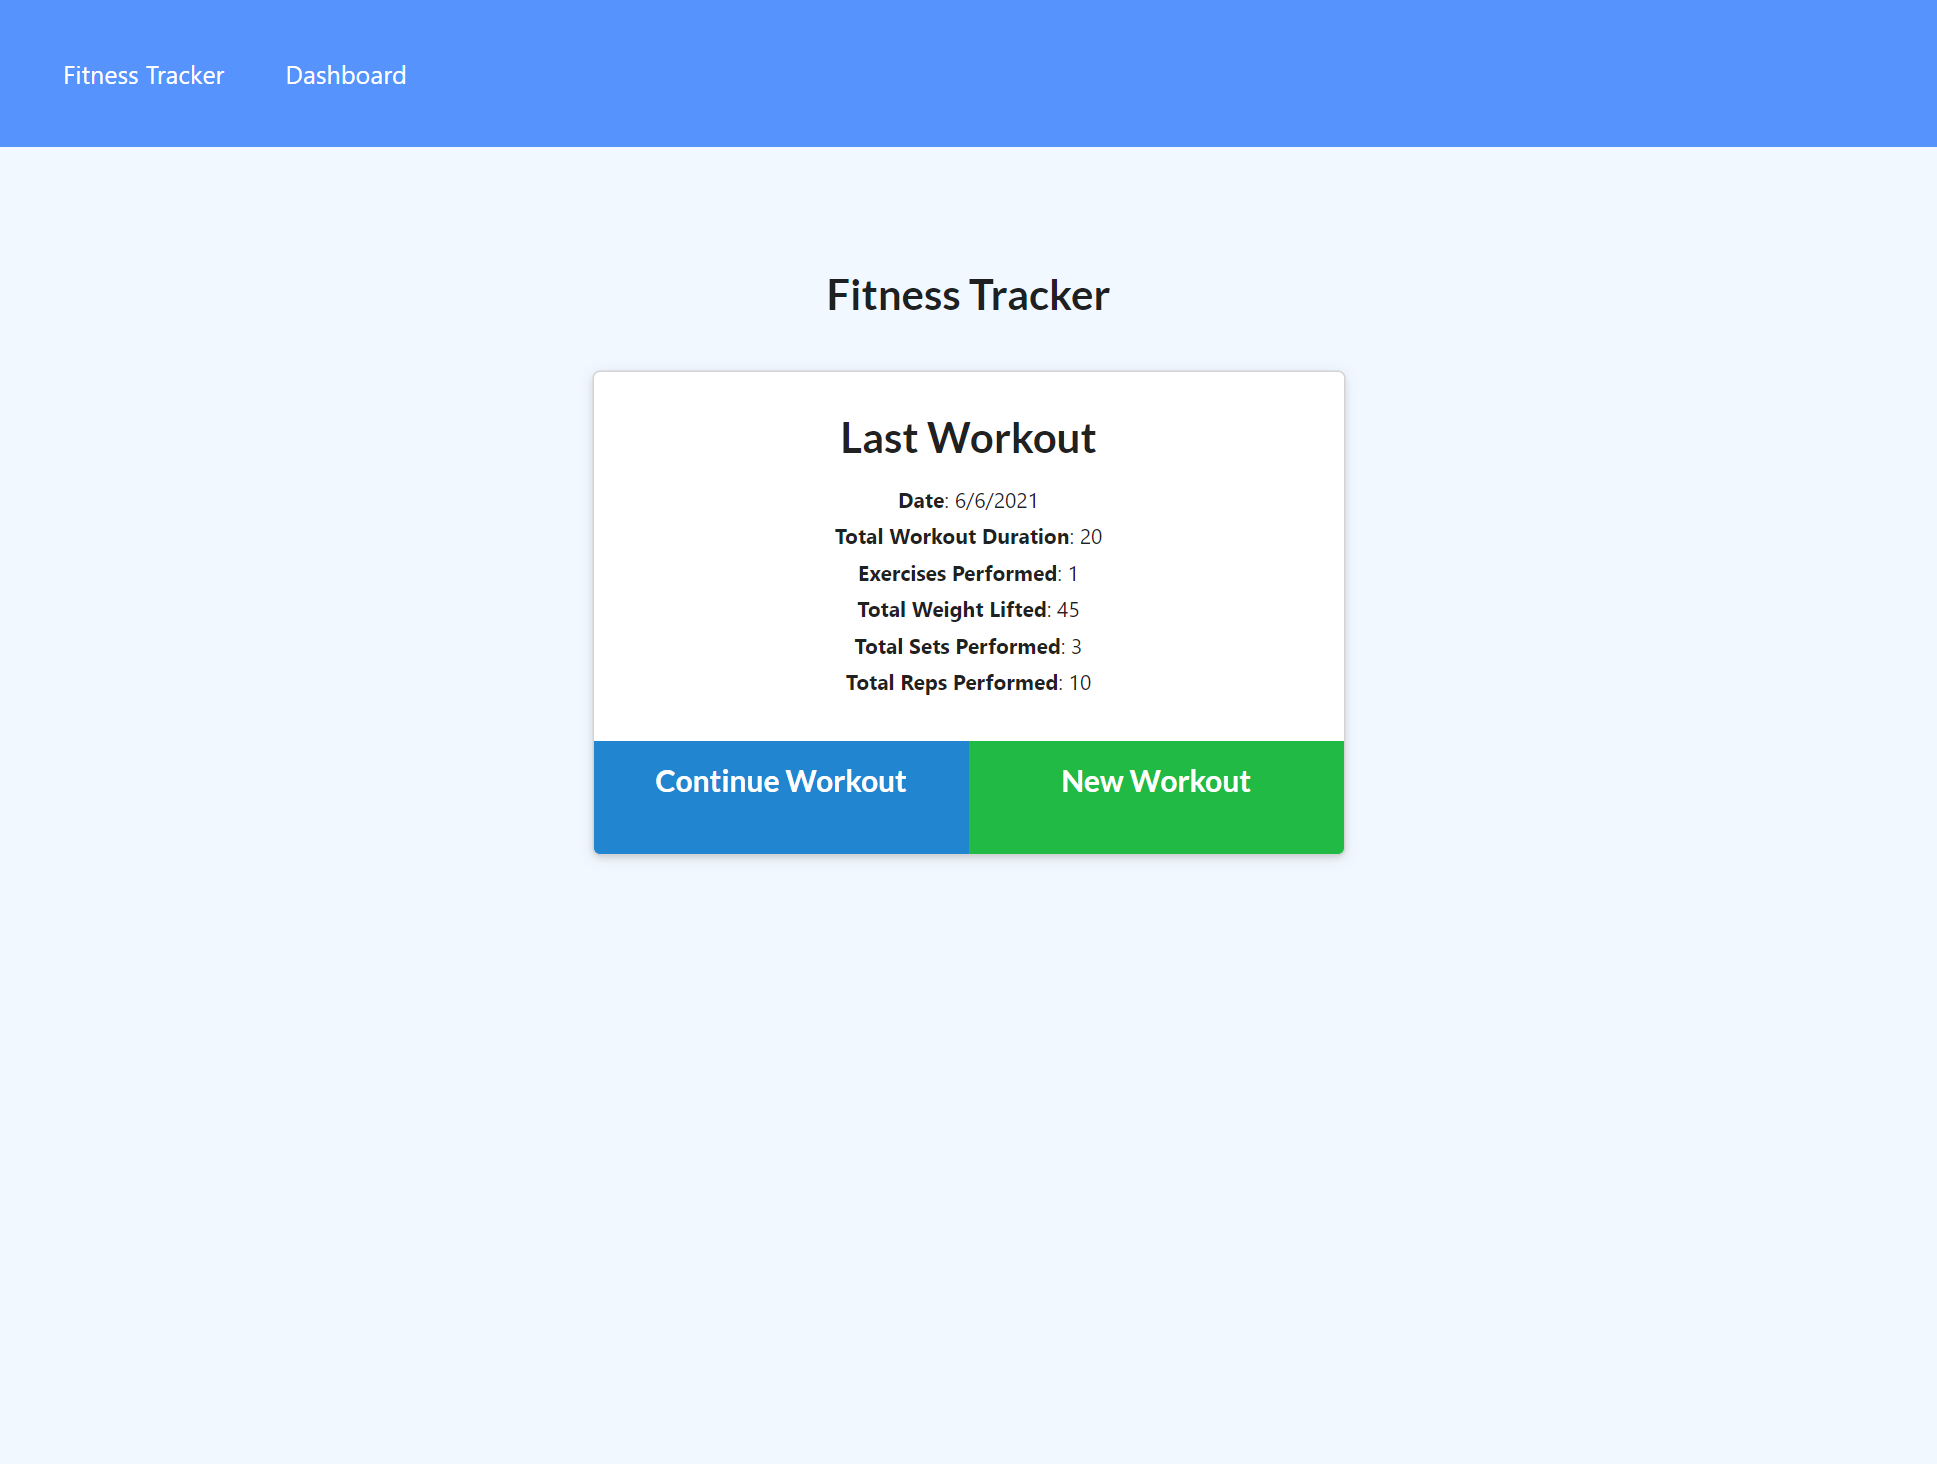 Fitness Tracker Dashboard
Fitness Tracker
Last Workout
Date: 6/6/2021
Total Workout Duration: 20
Exercises Performed: 1
Total Weight Lifted: 45
Total Sets Performed: 3
Total Reps Performed: 10
Continue Workout New Workout